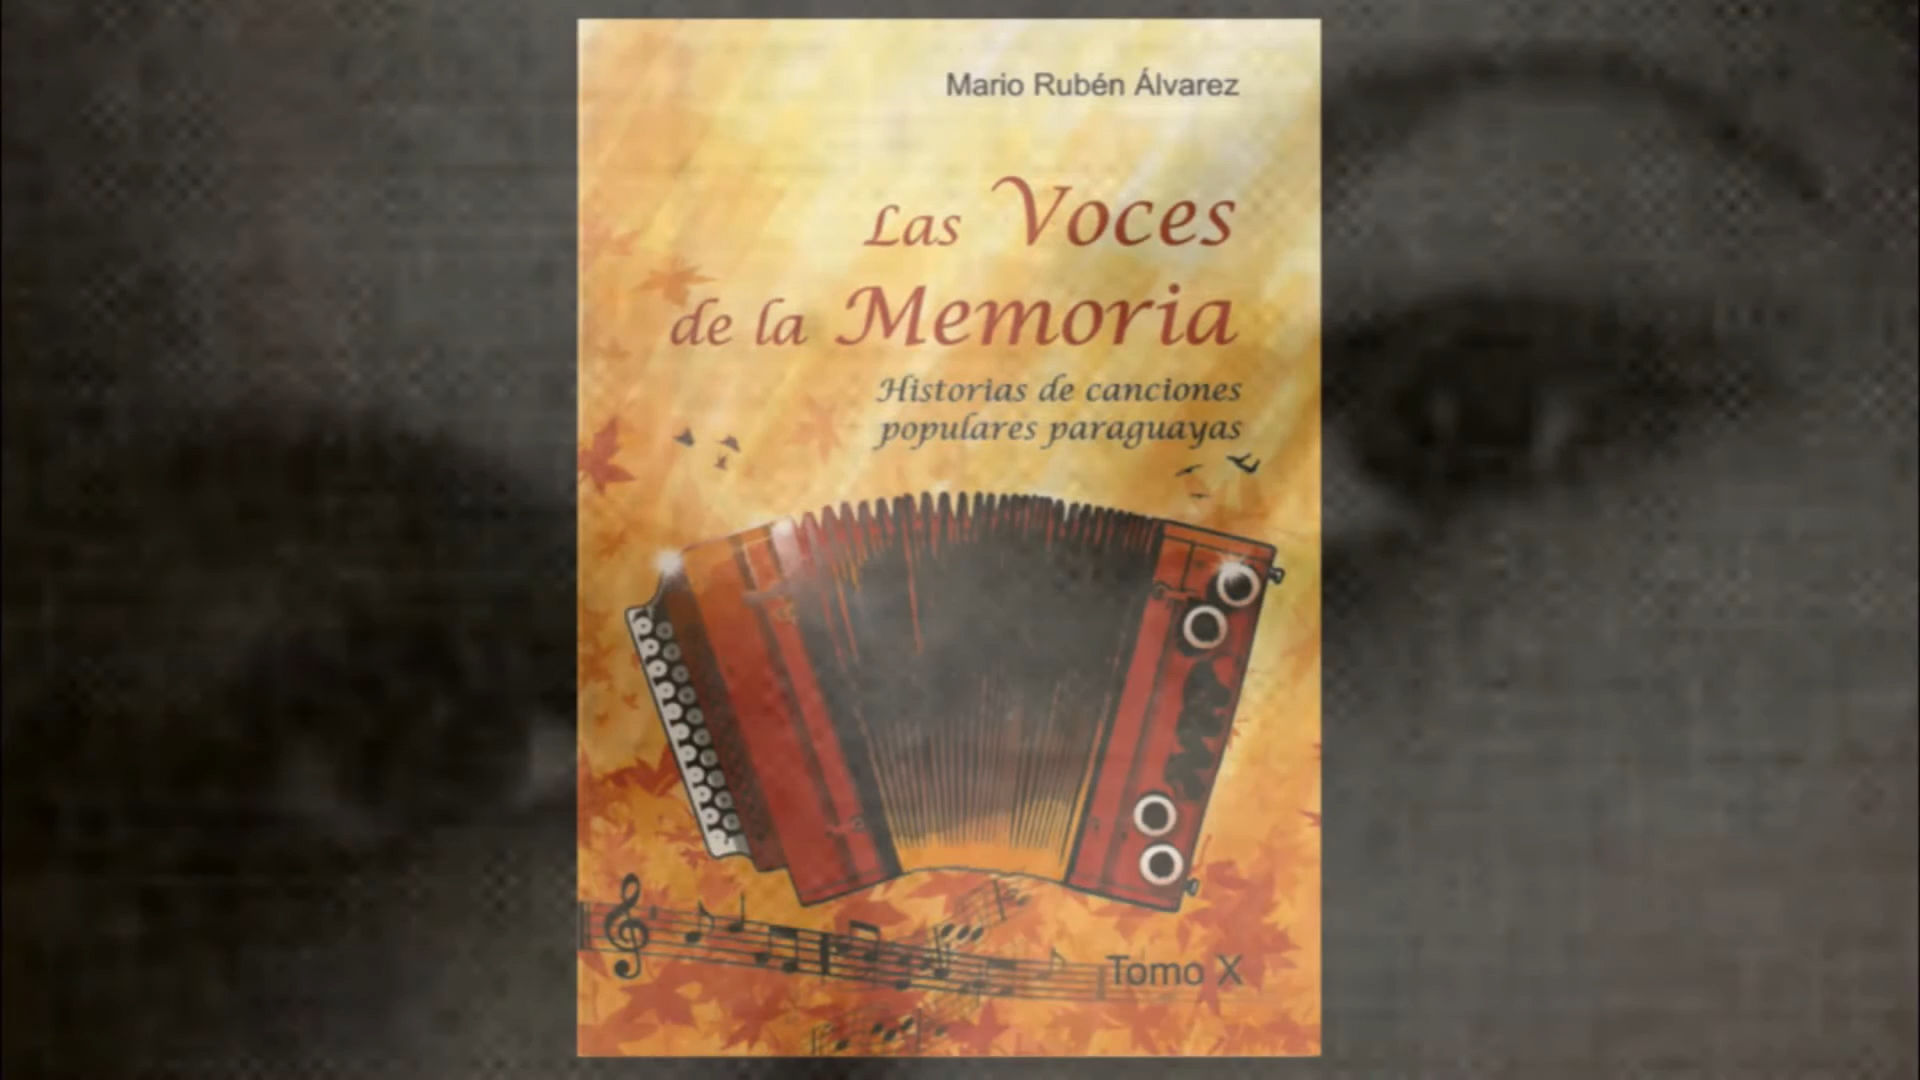 Mario Rubén Álvarez
Las Voces
de la Memoria
Historias de canciones
populares paraguayas
Tomo X